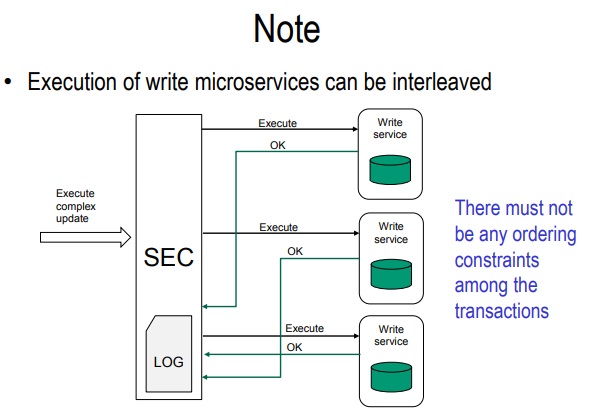 Note
• Execution of write microservices can be interleaved
Execute
Write
service
OK
Execute
complex
update
SEC
Execute
Write
service
OK
There must not
be any ordering
constraints
among the
transactions
Execute
Write
service
OK
LOG